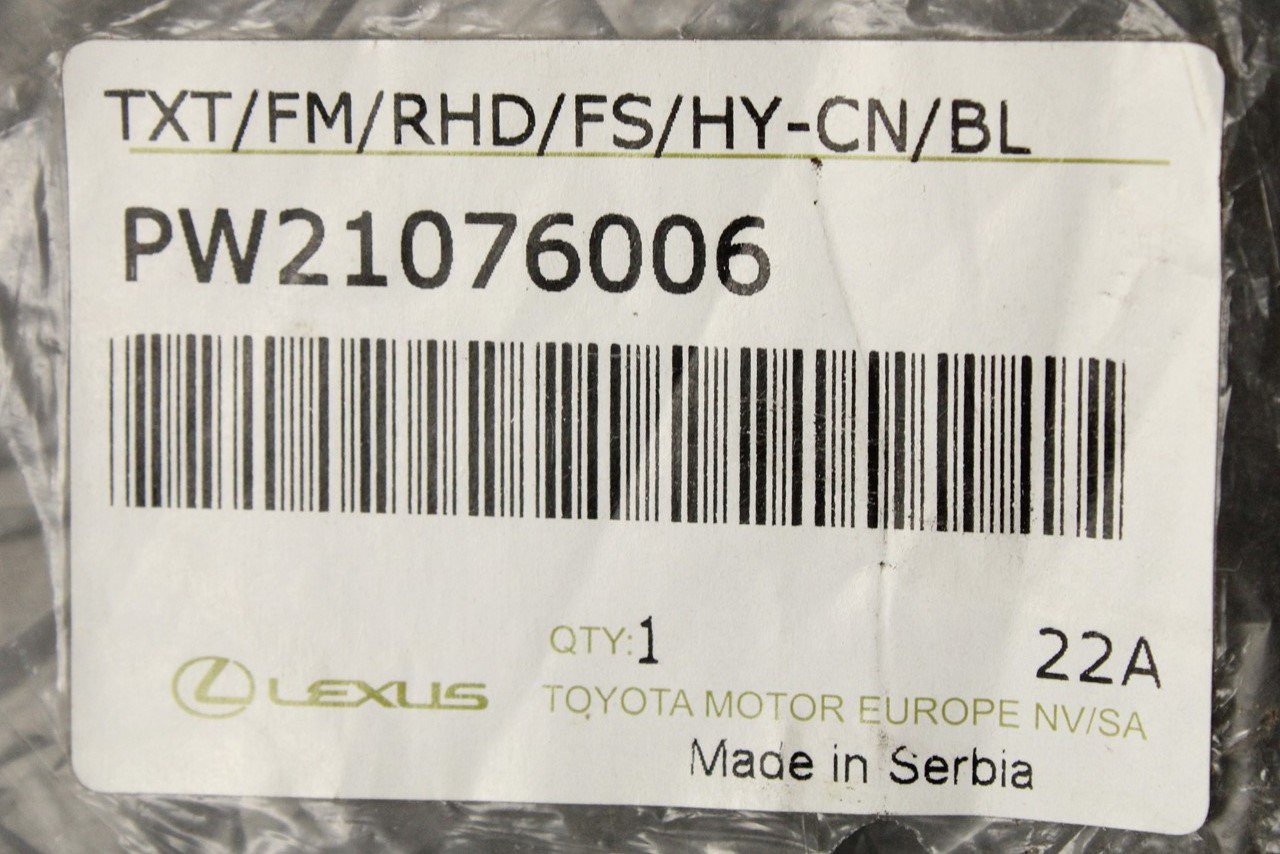 TXT/FM/RHD/FS/HY-CN/BL
PW21076006
QTY:1
22A
LEXUS
TOYOTA MOTOR EUROPE NV/SA
Made in Serbia